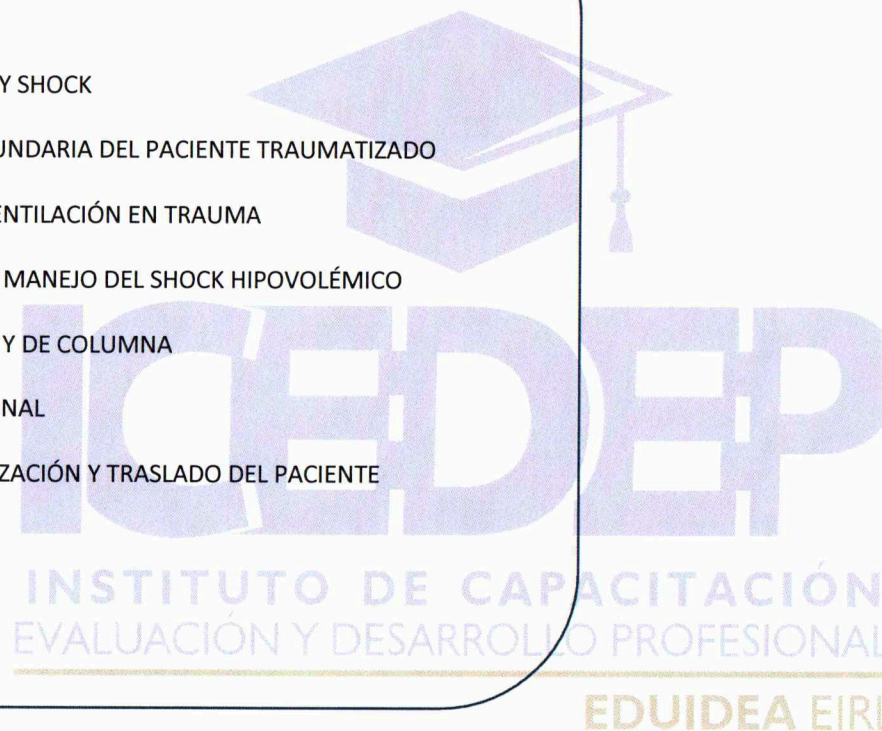 Y SHOCK
UNDARIA DEL PACIENTE TRAUMATIZADO
ENTILACIÓN EN TRAUMA
MANEJO DEL SHOCK HIPOVOLÉMICO
Y DE COLUMNA
NAL
ZACIÓN Y TRASLADO DEL PACIENTE
ICEDEP
INSTITUTO DE CAPACITACIÓN
EVALUACIÓN Y DESARROLLO PROFESIONAL
EDUIDEA EIRL